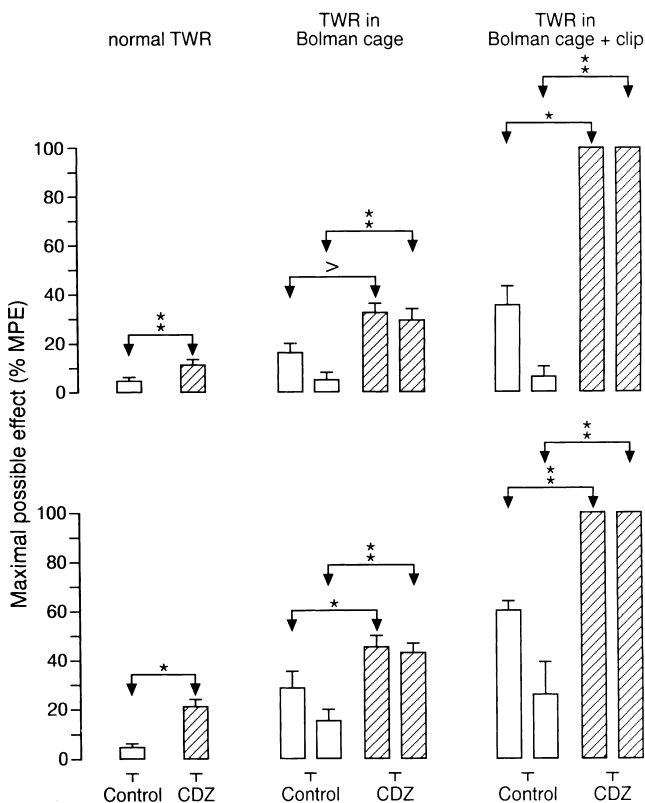 normal TWR
TWR in
Bolman cage
TWR in
Bolman cage + clip
Maximal possible effect (% MPE)
100
80
60
40
20
0
**
>
**
*
**
100
80
60
40
20
0
*
*
**
**
**
Control CDZ
Control CDZ
Control CDZ